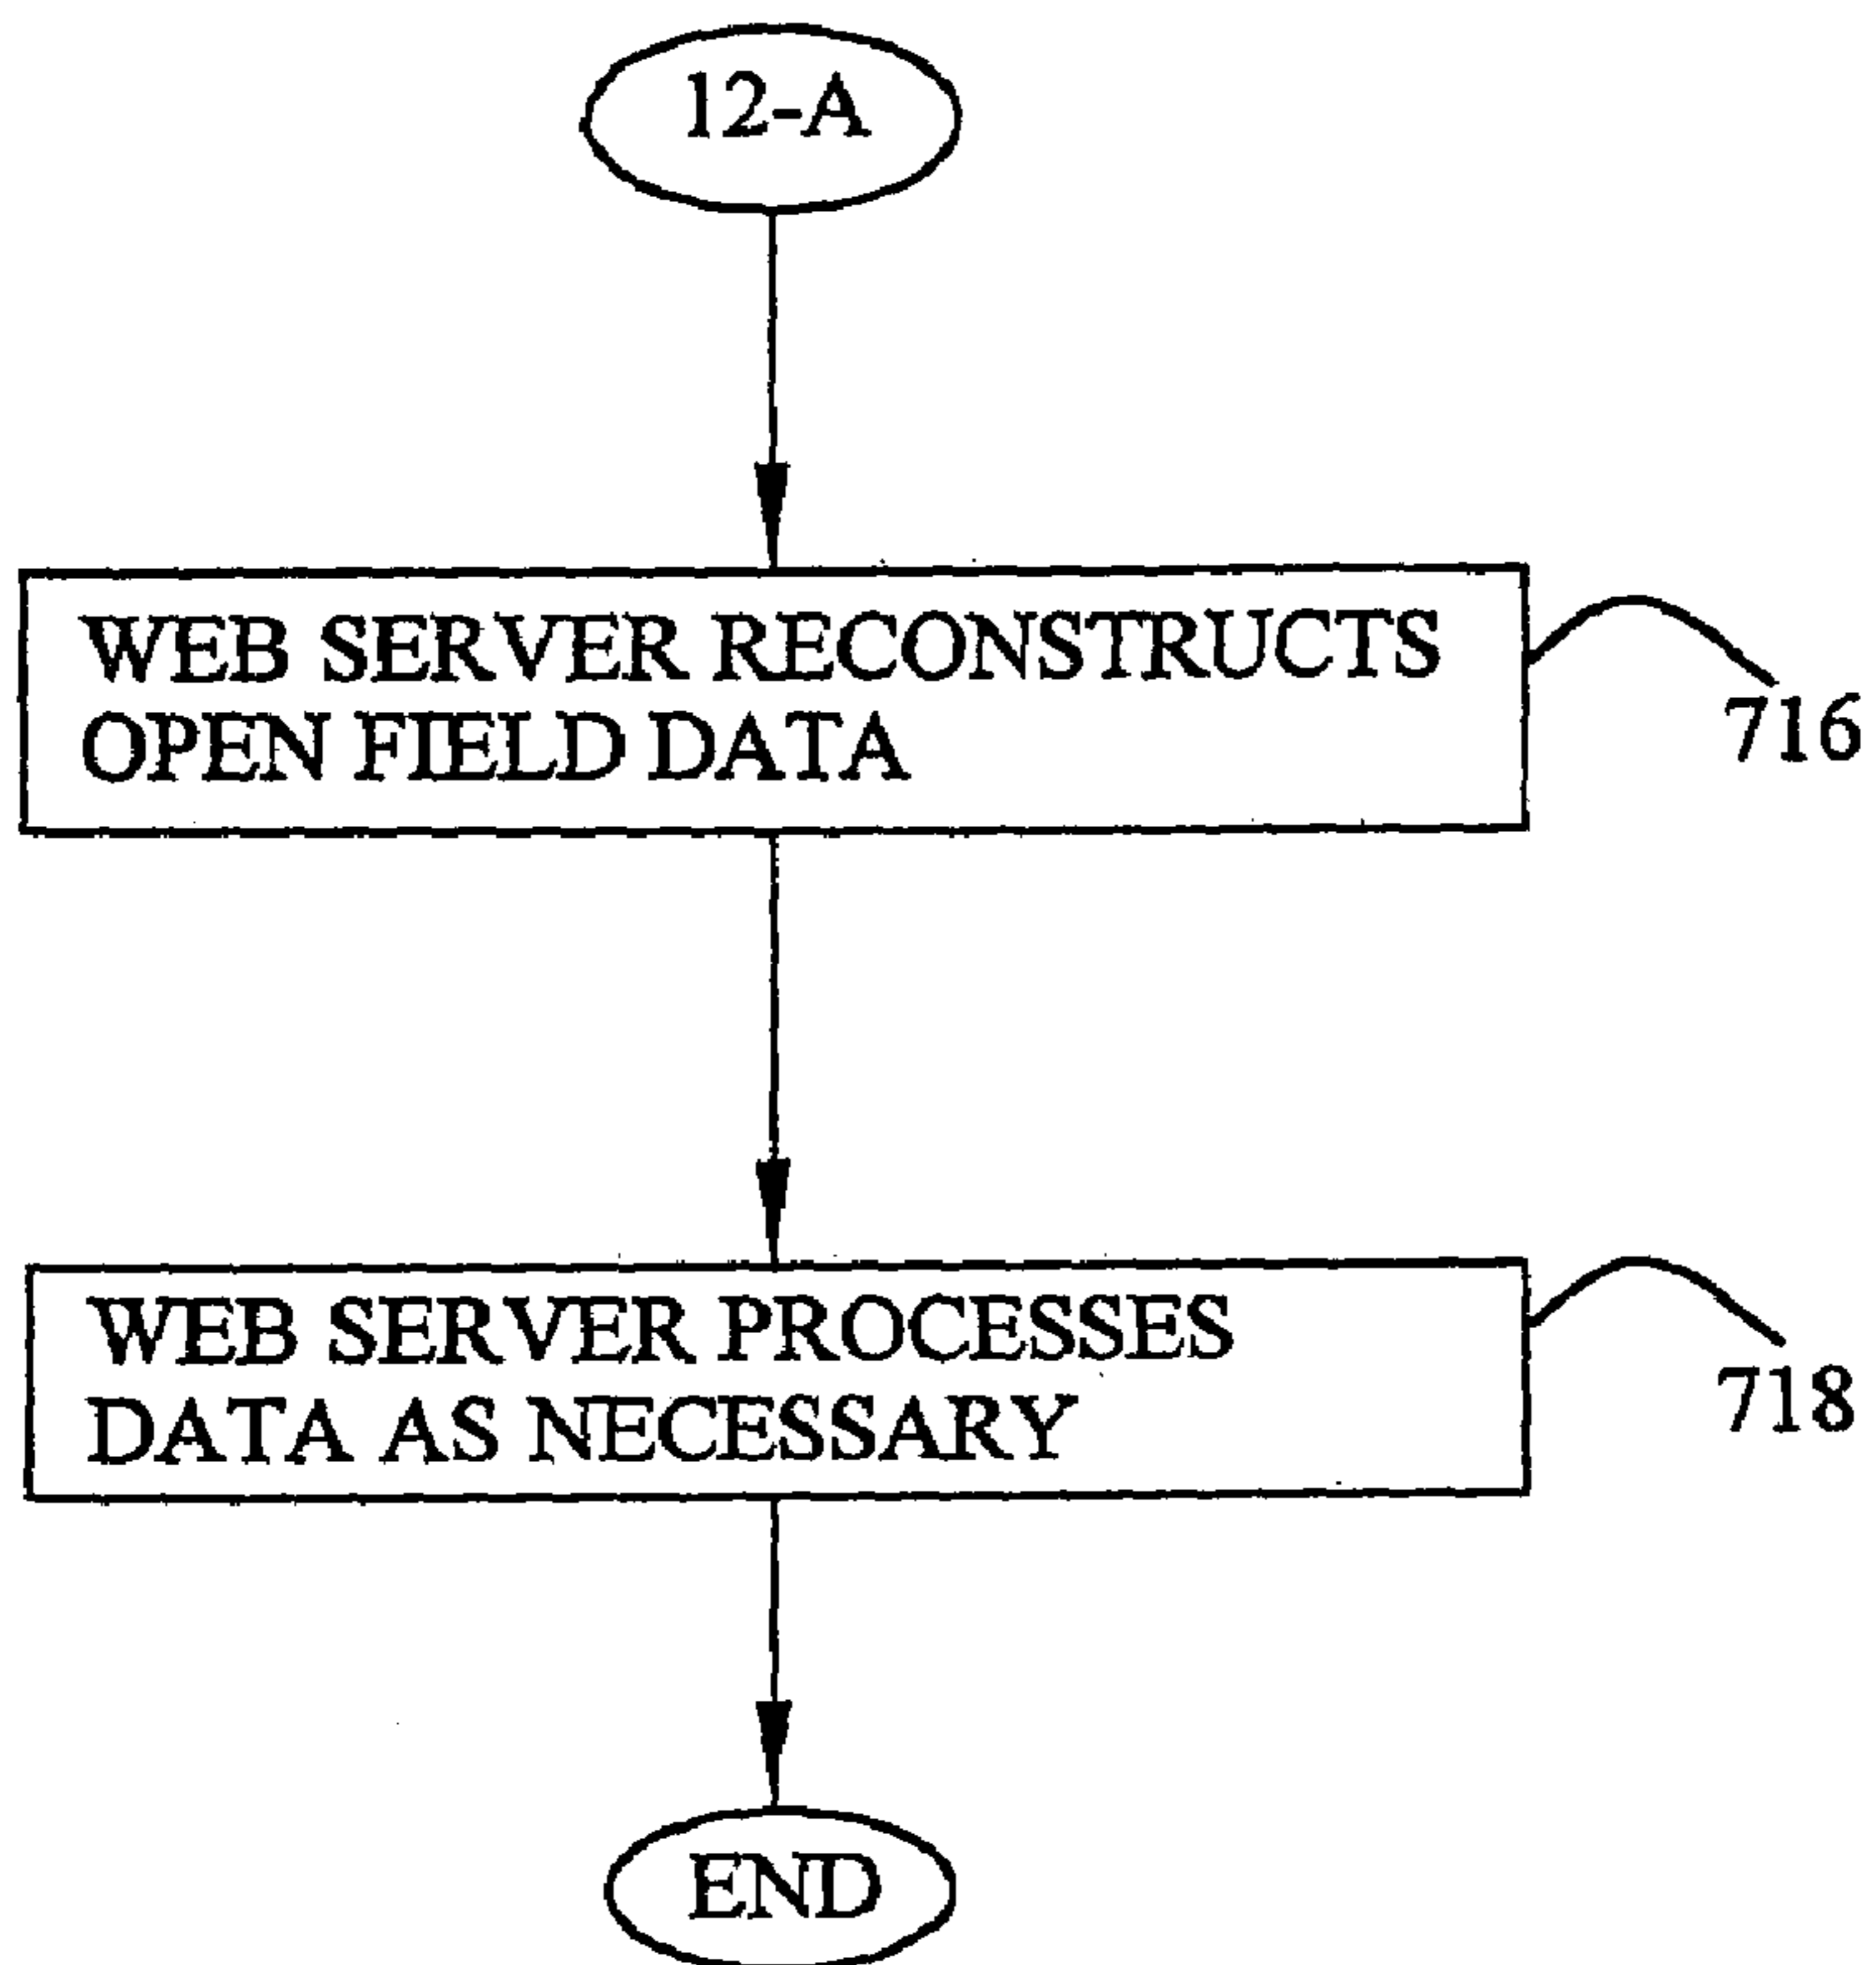 12-A
WEB SERVER RECONSTRUCTS
OPEN FIELD DATA
716
WEB SERVER PROCESSES
DATA AS NECESSARY
718
END